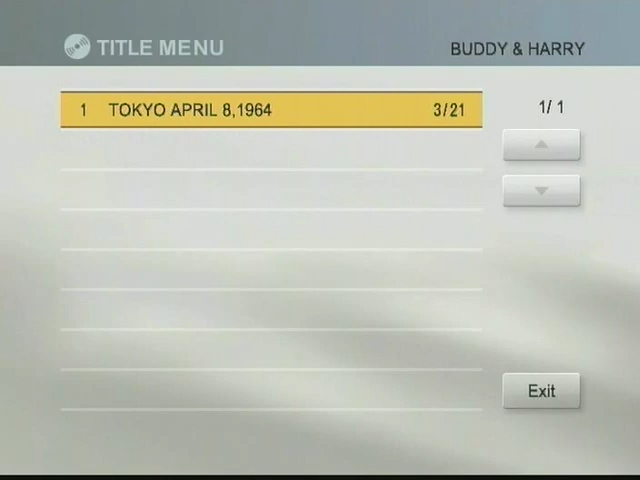 TITLE MENU
BUDDY & HARRY
1 TOKYO APRIL 8,1964 3/21
1/ 1
Exit